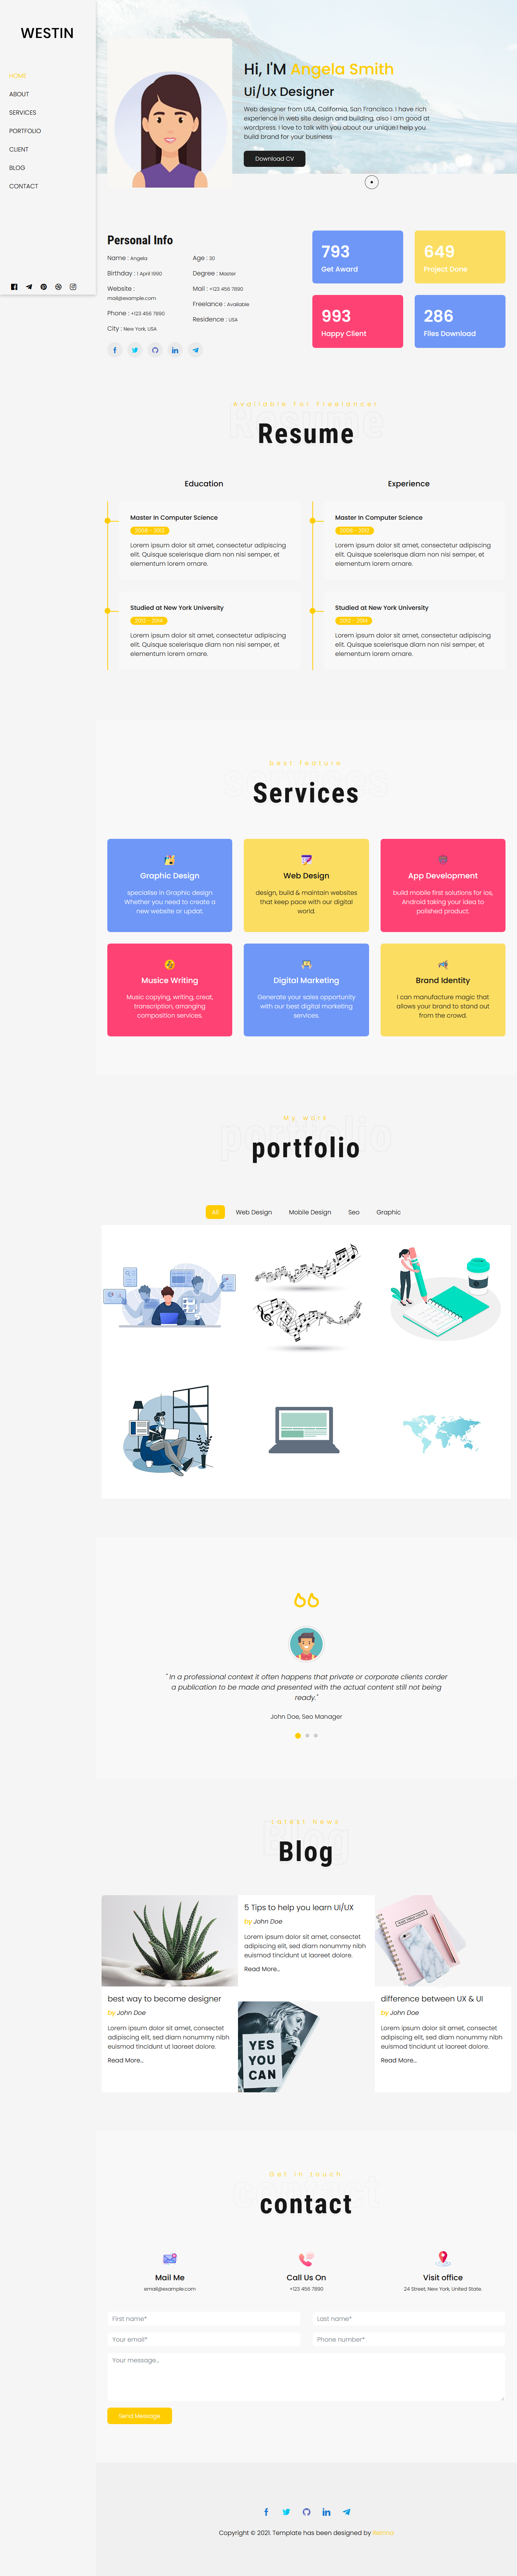 WESTIN
HOME
ABOUT
SERVICES
PORTFOLIO
CLIENT
BLOG
CONTACT
Hi, I'M Angela Smith
Ui/Ux Designer
Web designer from USA, California, San Francisco. I have rich
experience in web site design and building, also I am good at
wordpress. I love to talk with you about our unique.I help you
build brand for your business
Download CV
Personal Info
Name : Angela
Birthday : 1 April 1990
Website :
mail@example.com
Phone : +123 456 7890
City : New York, USA
Age : 30
Degree : Master
Mail : +123 456 7890
Freelance : Available
Residence : USA
793
Get Award
649
Project Done
993
Happy Client
286
Flies Download
Available For Freelancer
Resume
Resume
Education
Master In Computer Science
Lorem ipsum dolor sit amet, consectetur adipiscing
elit. Quisque scelerisque diam non nisi semper, et
elementum lorem ornare.
Studied at New York University
2013 - 2014
Lorem ipsum dolor sit amet, consectetur adipiscing
elit. Quisque scelerisque diam non nisi semper, et
elementum lorem ornare.
Experience
Master In Computer Science
Lorem ipsum dolor sit amet, consectetur adipiscing
elit. Quisque scelerisque diam non nisi semper, et
elementum lorem ornare.
Studied at New York University
2012 - 2014
Lorem ipsum dolor sit amet, consectetur adipiscing
elit. Quisque scelerisque diam non nisi semper, et
elementum lorem ornare.
best feature
Services
Graphic Design
specialise in Graphic design
Whether you need to create a
new website or updat.
Web Design
design, build & maintain websites
that keep pace with our digital
world.
App Development
build mobile first solutions for ios,
Android taking your idea to
polished product.
Musice Writing
Music copying, writing, creat,
transcription, arranging
composition services.
Digital Marketing
Generate your sales opportunity
with our best digital marketing
services.
Brand Identity
I can manufacture magic that
allows your brand to stand out
from the crowd.
My work
portfolio
portfolio
All
Web Design
Mobile Design
Seo
Graphic
" In a professional context it often happens that private or corporate clients corder
a publication to be made and presented with the actual content still not being
ready."
John Doe, Seo Manager
Latest News
Blog
Blog
best way to become designer
by John Doe
Lorem ipsum dolor sit amet, consectet
adipiscing elit, sed diam nonummy nibh
euismod tincidunt ut laoreet dolore.
Read More...
5 Tips to help you learn UI/UX
by John Doe
Lorem ipsum dolor sit amet, consectet
adipiscing elit, sed diam nonummy nibh
euismod tincidunt ut laoreet dolore.
Read More...
YES
YOU
CAN
difference between UX & UI
by John Doe
Lorem ipsum dolor sit amet, consectet
adipiscing elit, sed diam nonummy nibh
euismod tincidunt ut laoreet dolore.
Read More...
Get in touch
contact
Mail Me
email@example.com
Call Us On
+123 456 7890
Visit office
24 Street, New York, United State.
First name*
Last name*
Your email*
Phone number*
Your message...
Send Message
Copyright © 2021. Template has been designed by